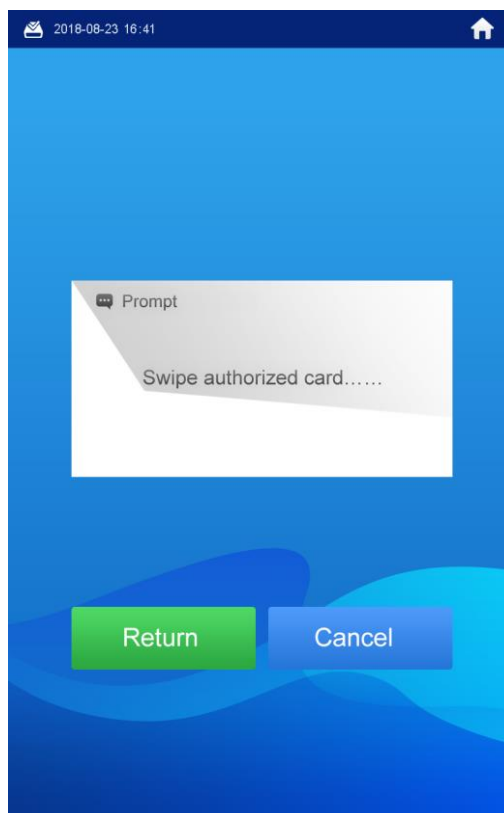 2018-08-23 16:41
Prompt
Swipe authorized card……
Return
Cancel